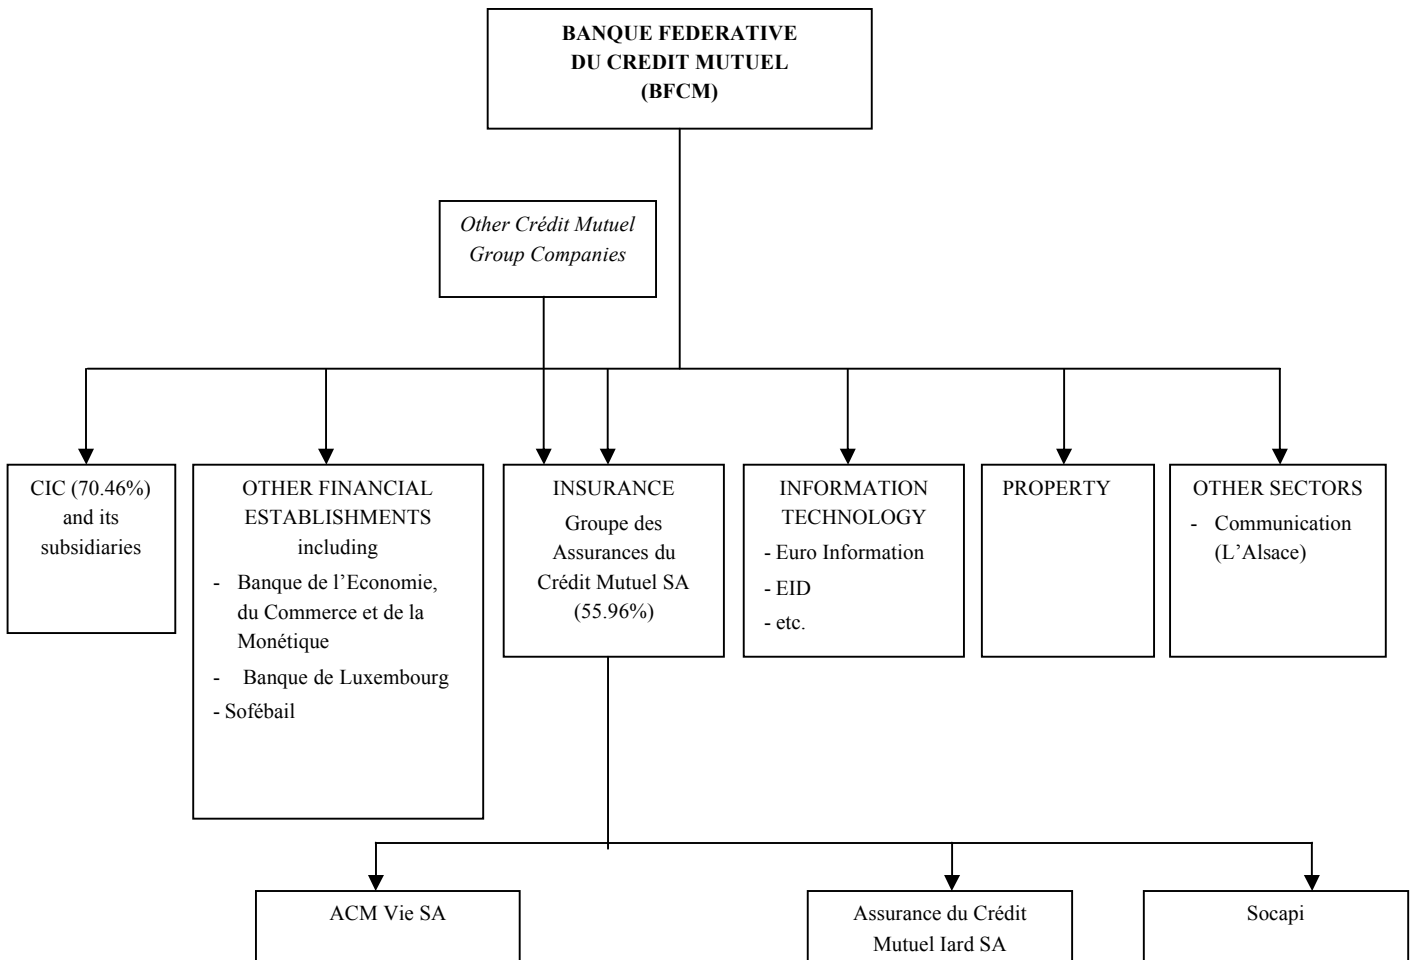 BANQUE FEDERATIVE
DU CREDIT MUTUEL
(BFCM)
Other Crédit Mutuel
Group Companies
CIC (70.46%)
and its
subsidiaries
OTHER FINANCIAL
ESTABLISHMENTS
including
- Banque de l’Economie,
du Commerce et de la
Monétique
- Banque de Luxembourg
- Sofébail
INSURANCE
Groupe des
Assurances du
Crédit Mutuel SA
(55.96%)
INFORMATION
TECHNOLOGY
- Euro Information
- EID
- etc.
PROPERTY
OTHER SECTORS
- Communication
(L’Alsace)
ACM Vie SA
Assurance du Crédit
Mutuel Iard SA
Socapi